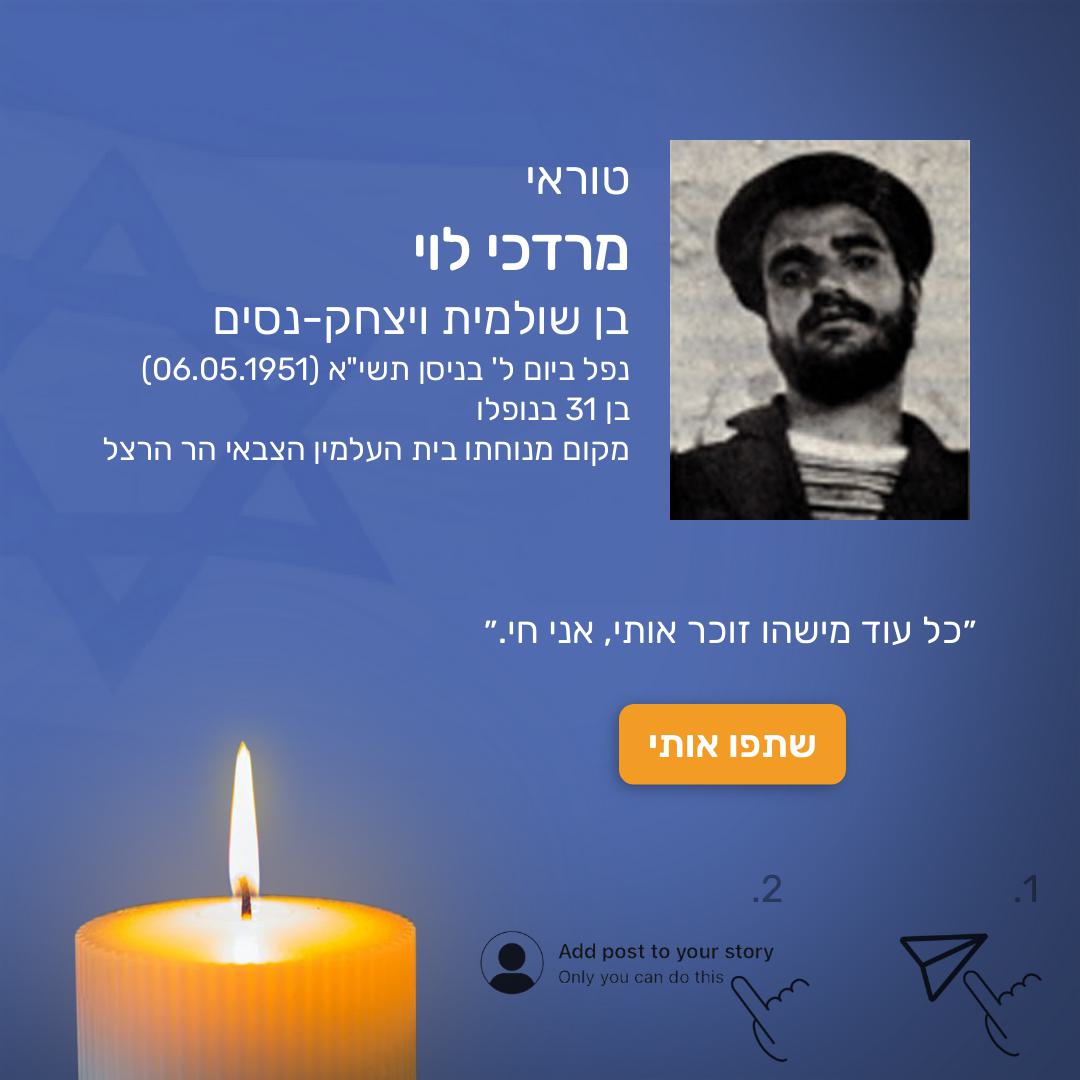 טוראי
מרדכי לוי
בן שולמית ויצחק-נסים
נפל ביום ל' בניסן תשי"א (06.05.1951)
בן 31 בנופלו
מקום מנוחתו בית העלמין הצבאי הר הרצל
״כל עוד מישהו זוכר אותי, אני חי.״
שתפו אותי
1.
2.
Add post to your story
Only you can do this